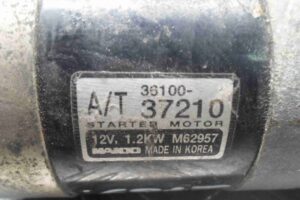 36100-
A/T 37210
STARTER MOTOR
12V, 1.2KW M62957
MANDO MADE IN KOREA